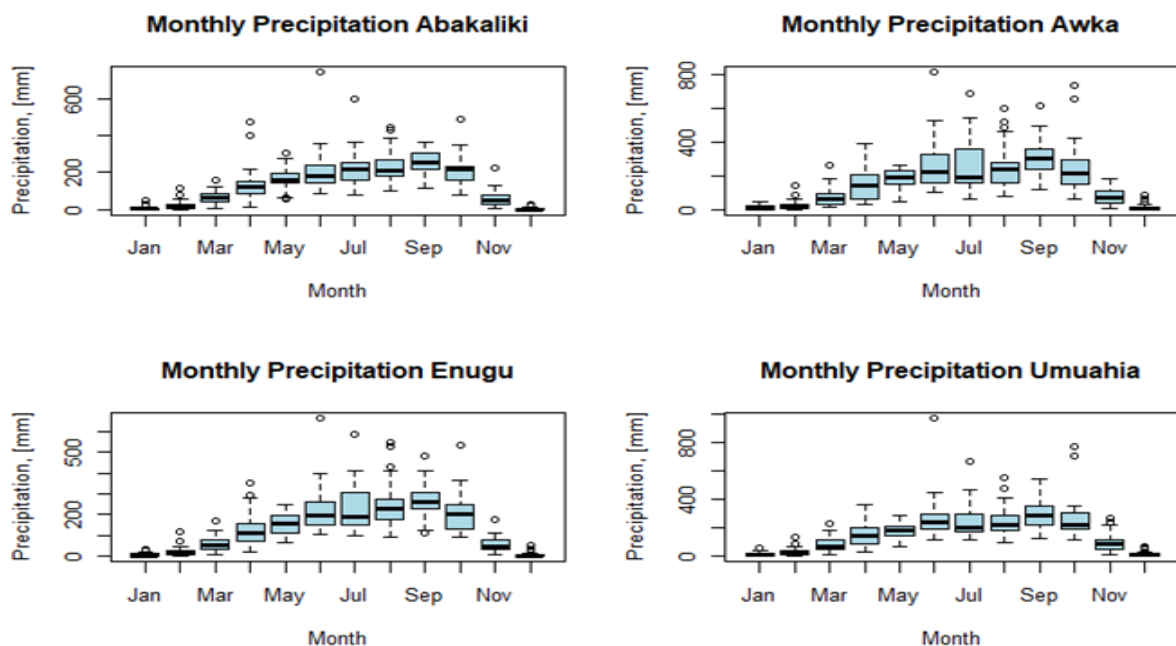 Monthly Precipitation Abakaliki
Precipitation, [mm]
600
200
0
Jan Mar May Jul Sep Nov
Month
Monthly Precipitation Awka
Precipitation, [mm]
800
400
0
Jan Mar May Jul Sep Nov
Month
Monthly Precipitation Enugu
Precipitation, [mm]
500
200
0
Jan Mar May Jul Sep Nov
Month
Monthly Precipitation Umuahia
Precipitation, [mm]
800
400
0
Jan Mar May Jul Sep Nov
Month